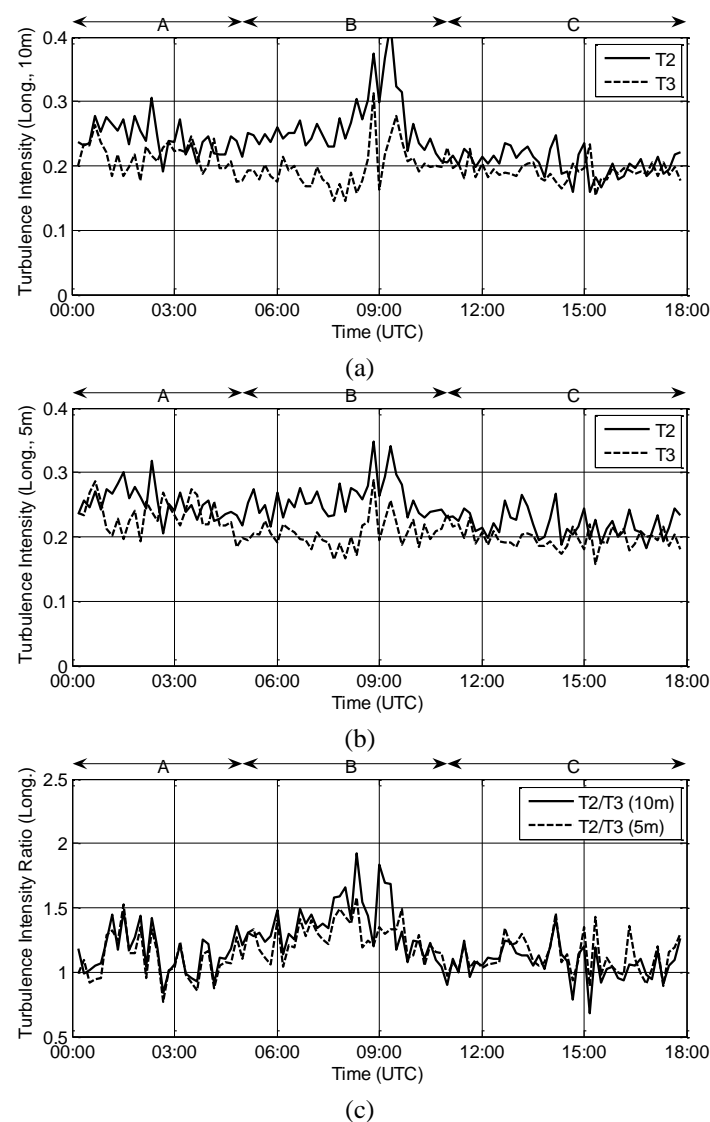 A B C
Turbulence Intensity (Long., 10m)
0.4
0.3
0.2
0.1
0
T2
T3
00:00 03:00 06:00 09:00 12:00 15:00 18:00
Time (UTC)
(a)
A B C
Turbulence Intensity (Long., 5m)
0.4
0.3
0.2
0.1
0
T2
T3
00:00 03:00 06:00 09:00 12:00 15:00 18:00
Time (UTC)
(b)
A B C
Turbulence Intensity Ratio (Long.)
2.5
2
1.5
1
0.5
T2/T3 (10m)
T2/T3 (5m)
00:00 03:00 06:00 09:00 12:00 15:00 18:00
Time (UTC)
(c)